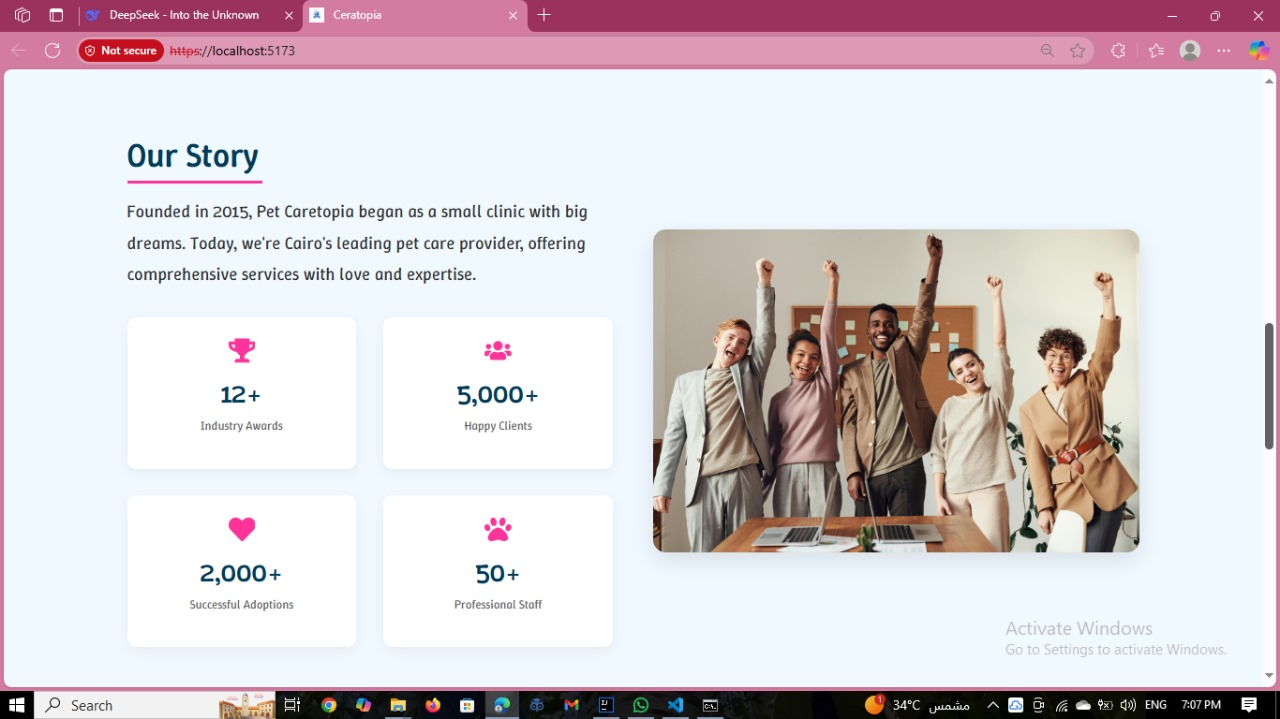 DeepSeek - Into the Unknown
Ceratopia
Not secure
https://localhost:5173
Our Story
Founded in 2015, Pet Caretopia began as a small clinic with big
dreams. Today, we're Cairo's leading pet care provider, offering
comprehensive services with love and expertise.
12+
Industry Awards
5,000+
Happy Clients
2,000+
Successful Adoptions
50+
Professional Staff
Activate Windows
Go to Settings to activate Windows.
Search
1
34°C مشمس
ENG
7:07 PM